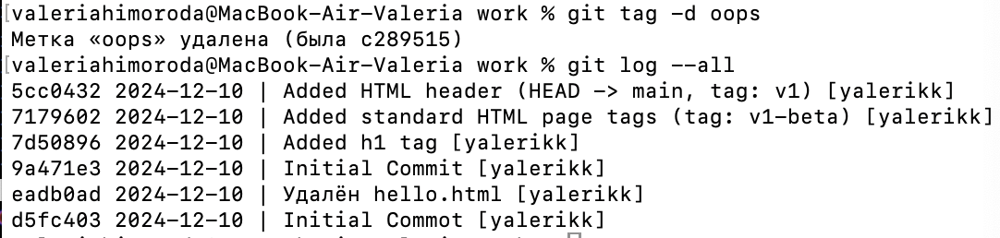 [valeriahimoroda@MacBook-Air-Valeria work % git tag -d oops
Метка «oops» удалена (была c289515)
[valeriahimoroda@MacBook-Air-Valeria work % git log --all
5cc0432 2024-12-10 | Added HTML header (HEAD -> main, tag: v1) [yalerikk]
7179602 2024-12-10 | Added standard HTML page tags (tag: v1-beta) [yalerikk]
7d50896 2024-12-10 | Added h1 tag [yalerikk]
9a471e3 2024-12-10 | Initial Commit [yalerikk]
eadb0ad 2024-12-10 | Удалён hello.html [yalerikk]
d5fc403 2024-12-10 | Initial Commot [yalerikk]